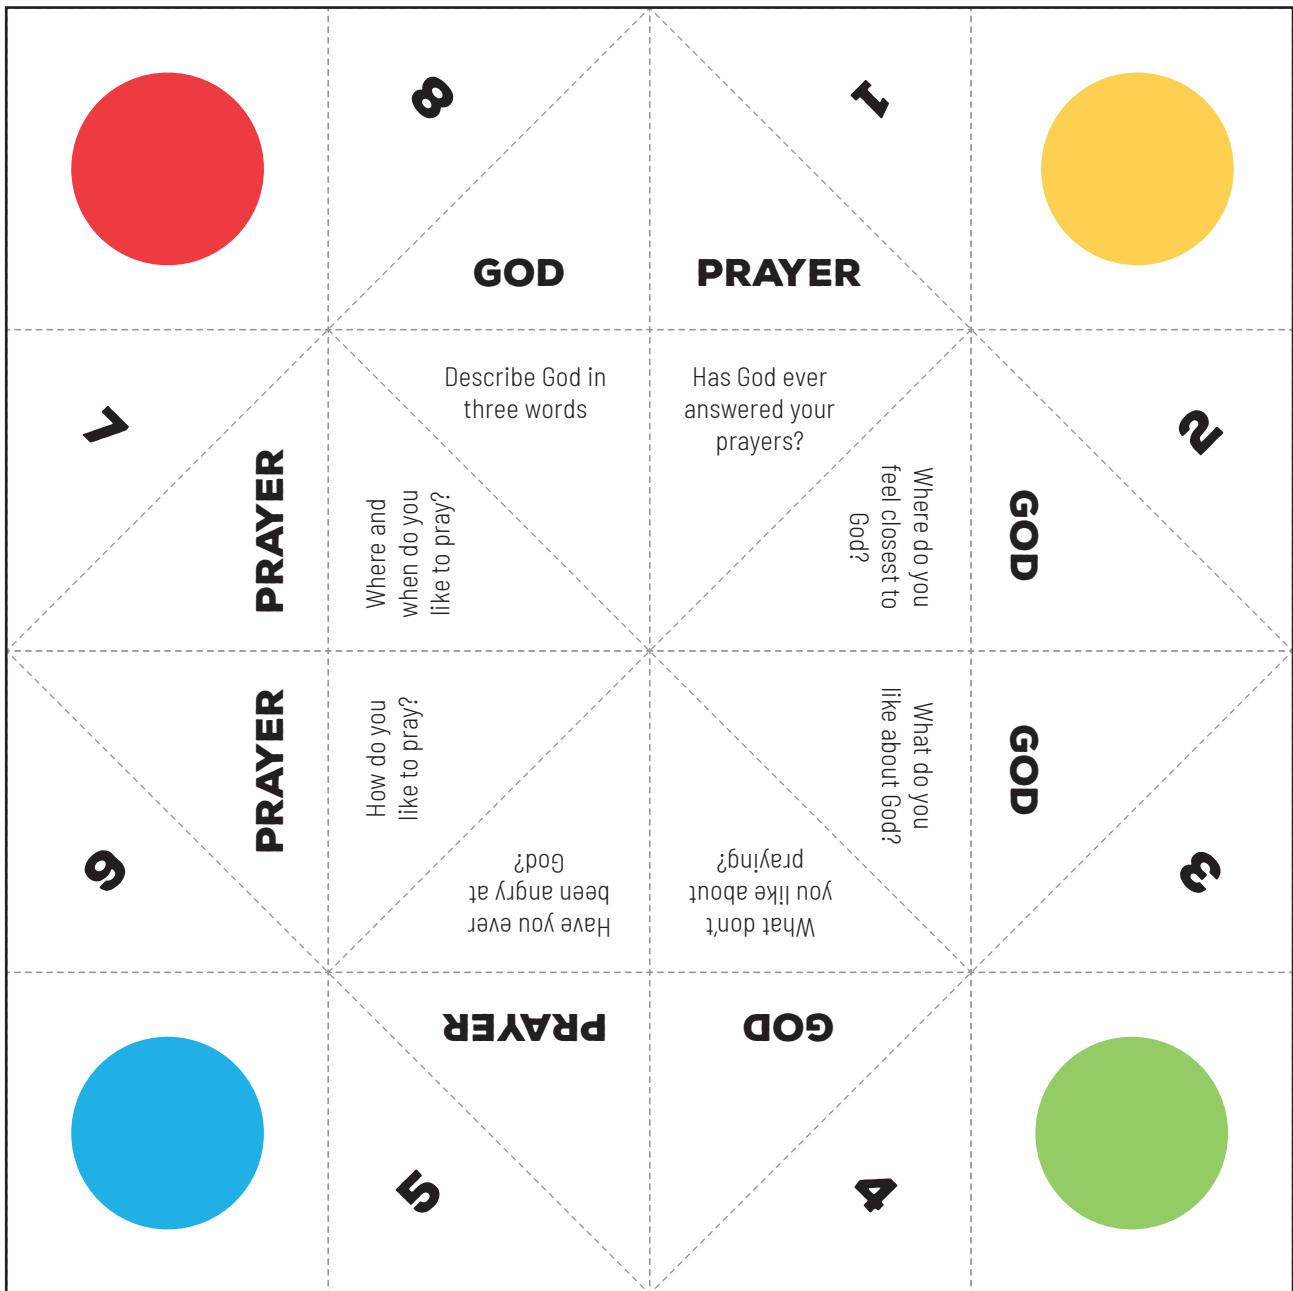 8
1
GOD
PRAYER
Describe God in
three words
Has God ever
answered your
prayers?
7
PRAYER
Where and
when do you
like to pray?
Where do you
feel closest to
God?
GOD
2
6
PRAYER
How do you
like to pray?
What do you
like about God?
GOD
3
Have you ever
been angry at
God?
What don't
you like about
praying?
PRAYER
GOD
5
4